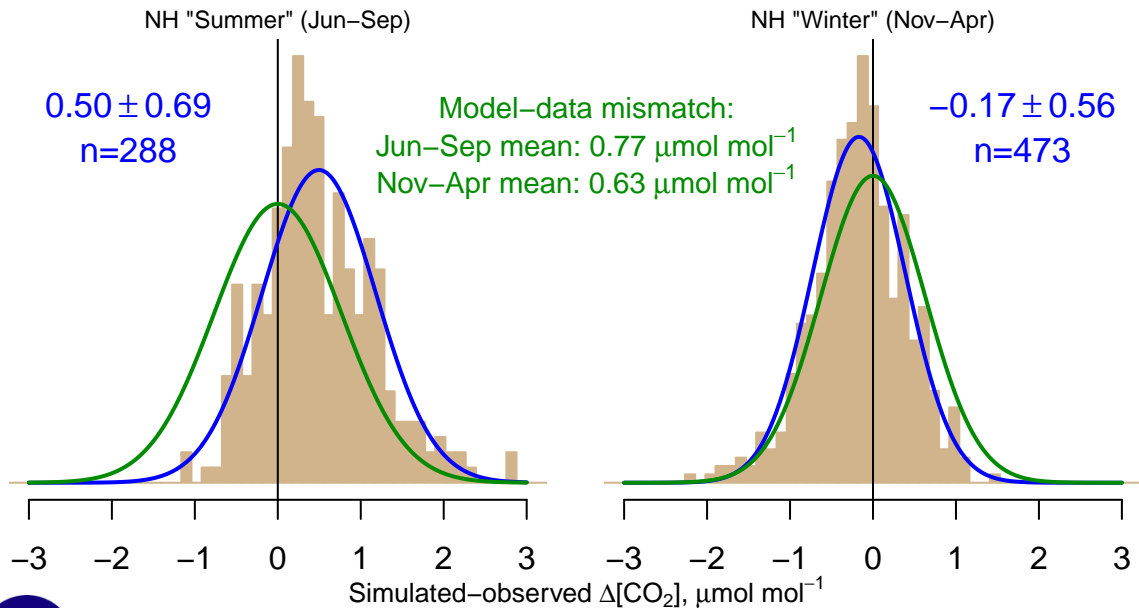 NH "Summer" (Jun−Sep)
0.50 ± 0.69
n=288
Model−data mismatch:
Jun−Sep mean: 0.77 μmol mol⁻¹
Nov−Apr mean: 0.63 μmol mol⁻¹
NH "Winter" (Nov−Apr)
−0.17 ± 0.56
n=473
−3 −2 −1 0 1 2 3
−3 −2 −1 0 1 2 3
Simulated−observed Δ[CO₂], μmol mol⁻¹